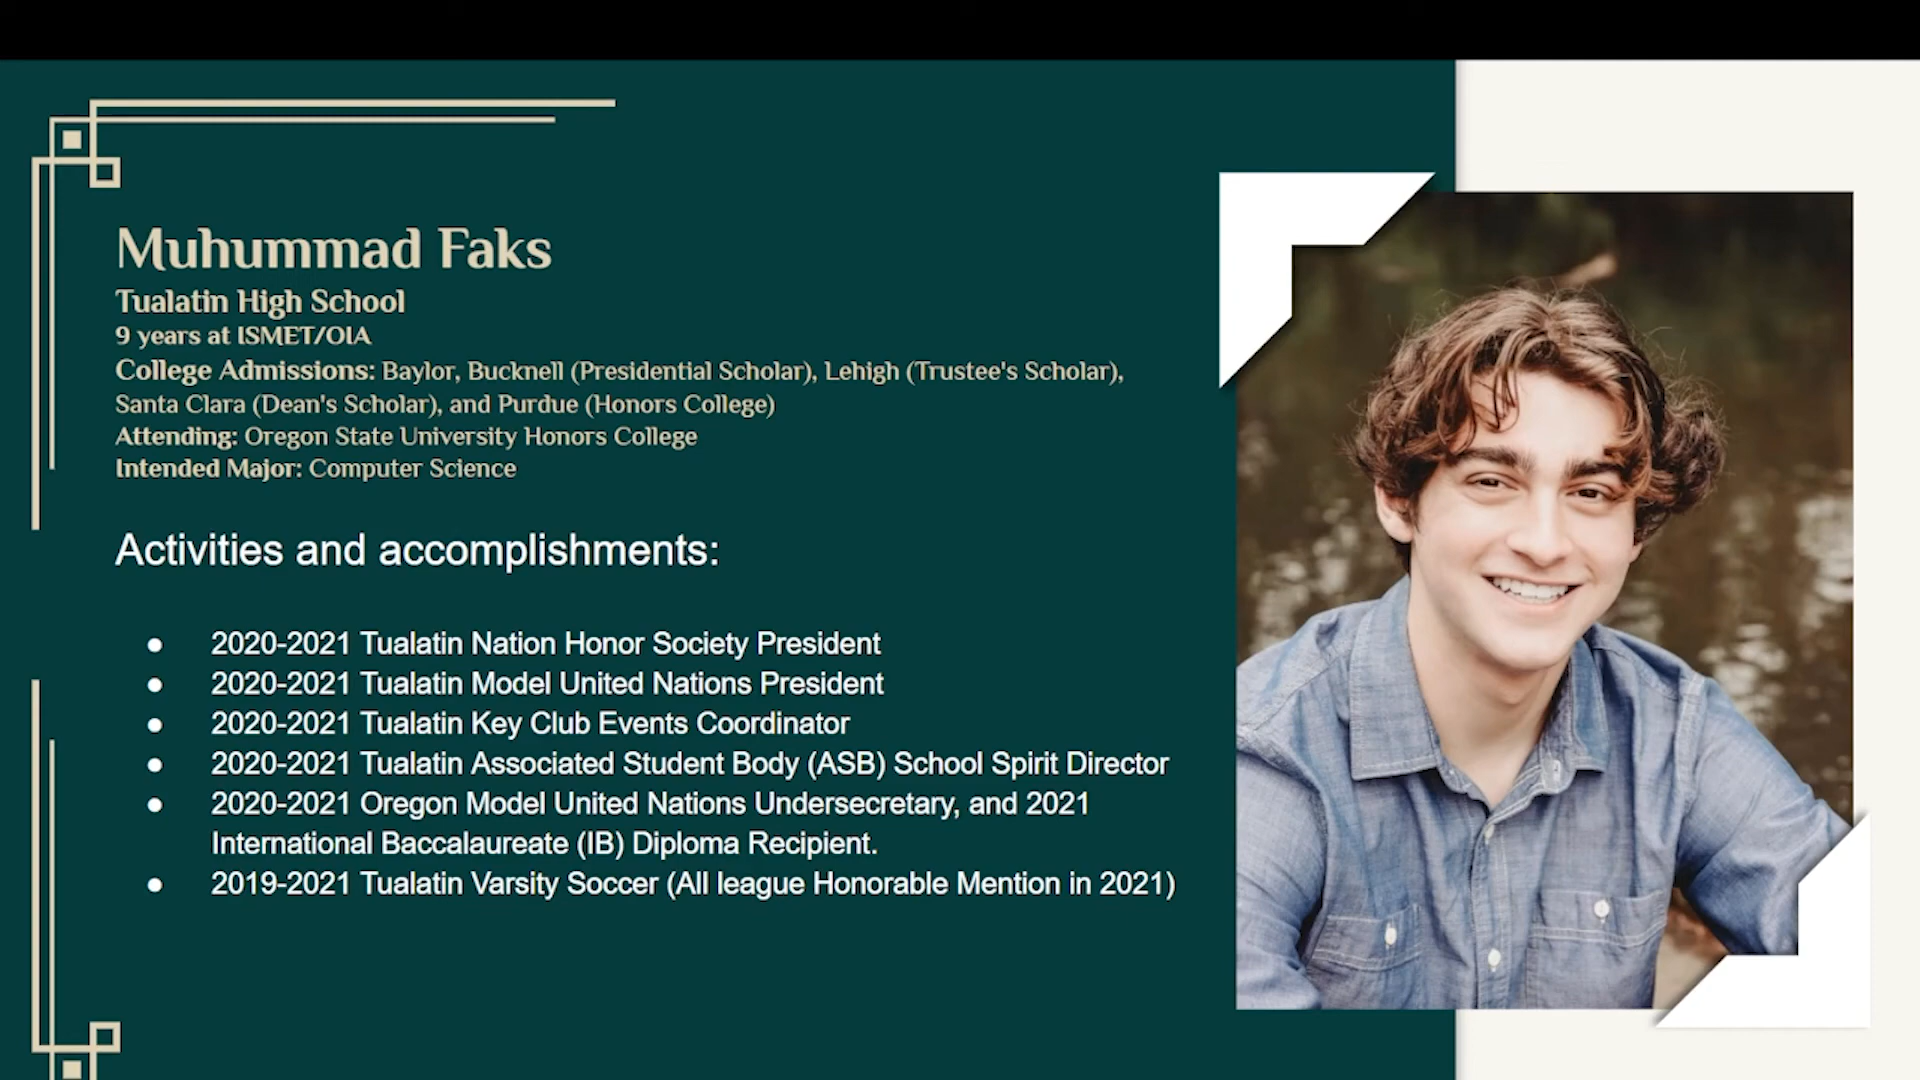 Muhummad Faks
Tualatin High School
9 years at ISMET/OIA
College Admissions: Baylor, Bucknell (Presidential Scholar), Lehigh (Trustee's Scholar),
Santa Clara (Dean's Scholar), and Purdue (Honors College)
Attending: Oregon State University Honors College
Intended Major: Computer Science
Activities and accomplishments:
● 2020-2021 Tualatin Nation Honor Society President
● 2020-2021 Tualatin Model United Nations President
● 2020-2021 Tualatin Key Club Events Coordinator
● 2020-2021 Tualatin Associated Student Body (ASB) School Spirit Director
● 2020-2021 Oregon Model United Nations Undersecretary, and 2021
International Baccalaureate (IB) Diploma Recipient.
● 2019-2021 Tualatin Varsity Soccer (All league Honorable Mention in 2021)